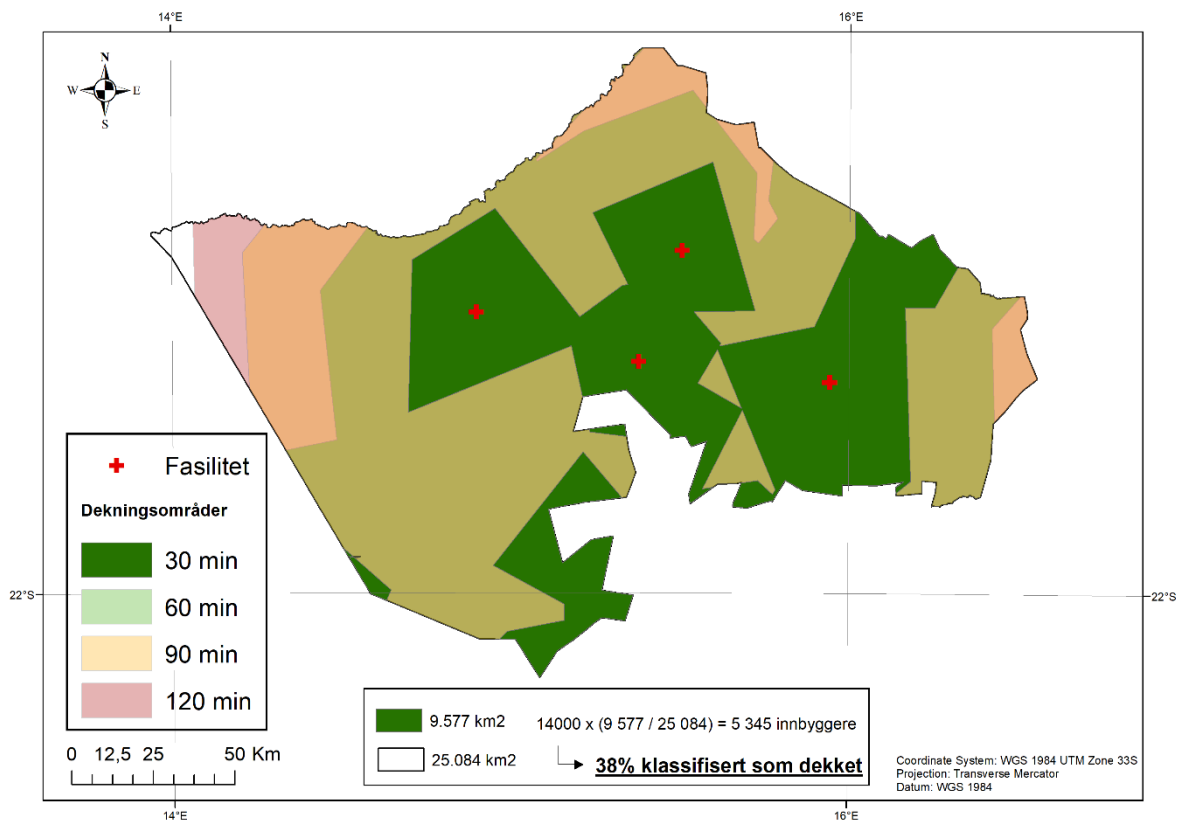 14°E 16°E
N
W E
S
Fasilitet
Dekningsområder
30 min
60 min
90 min
120 min
22°S 22°S
0 12,5 25 50 Km
9.577 km2 14000 x (9 577 / 25 084) = 5 345 innbyggere
25.084 km2 38% klassifisert som dekket
Coordinate System: WGS 1984 UTM Zone 33S
Projection: Transverse Mercator
Datum: WGS 1984
14°E 16°E